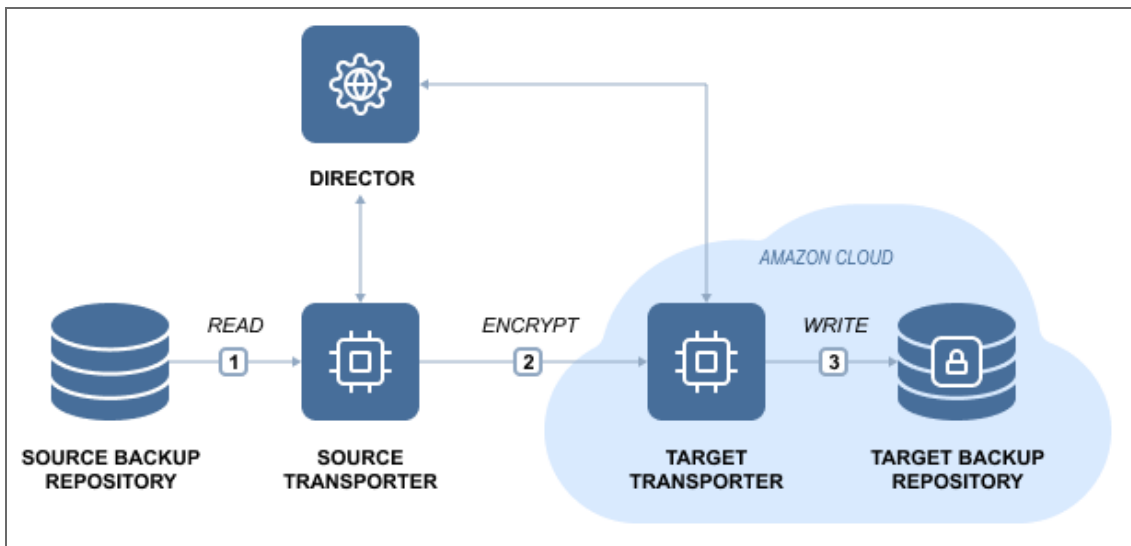 DIRECTOR
AMAZON CLOUD
READ
1
ENCRYPT
2
WRITE
3
SOURCE BACKUP
REPOSITORY
SOURCE
TRANSPORTER
TARGET
TRANSPORTER
TARGET BACKUP
REPOSITORY